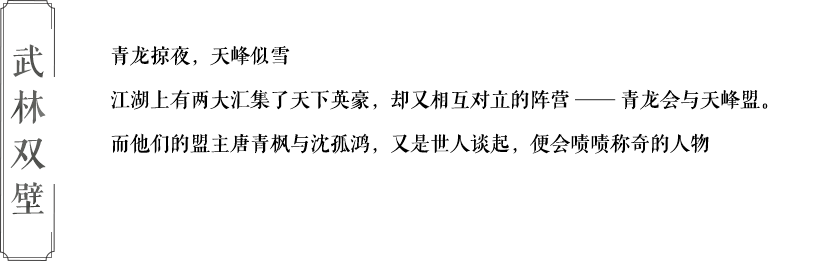 武林双壁
青龙掠夜，天峰似雪
江湖上有两大汇集了天下英豪，却又相互对立的阵营 —— 青龙会与天峰盟。
而他们的盟主唐青枫与沈孤鸿，又是世人谈起，便会啧啧称奇的人物